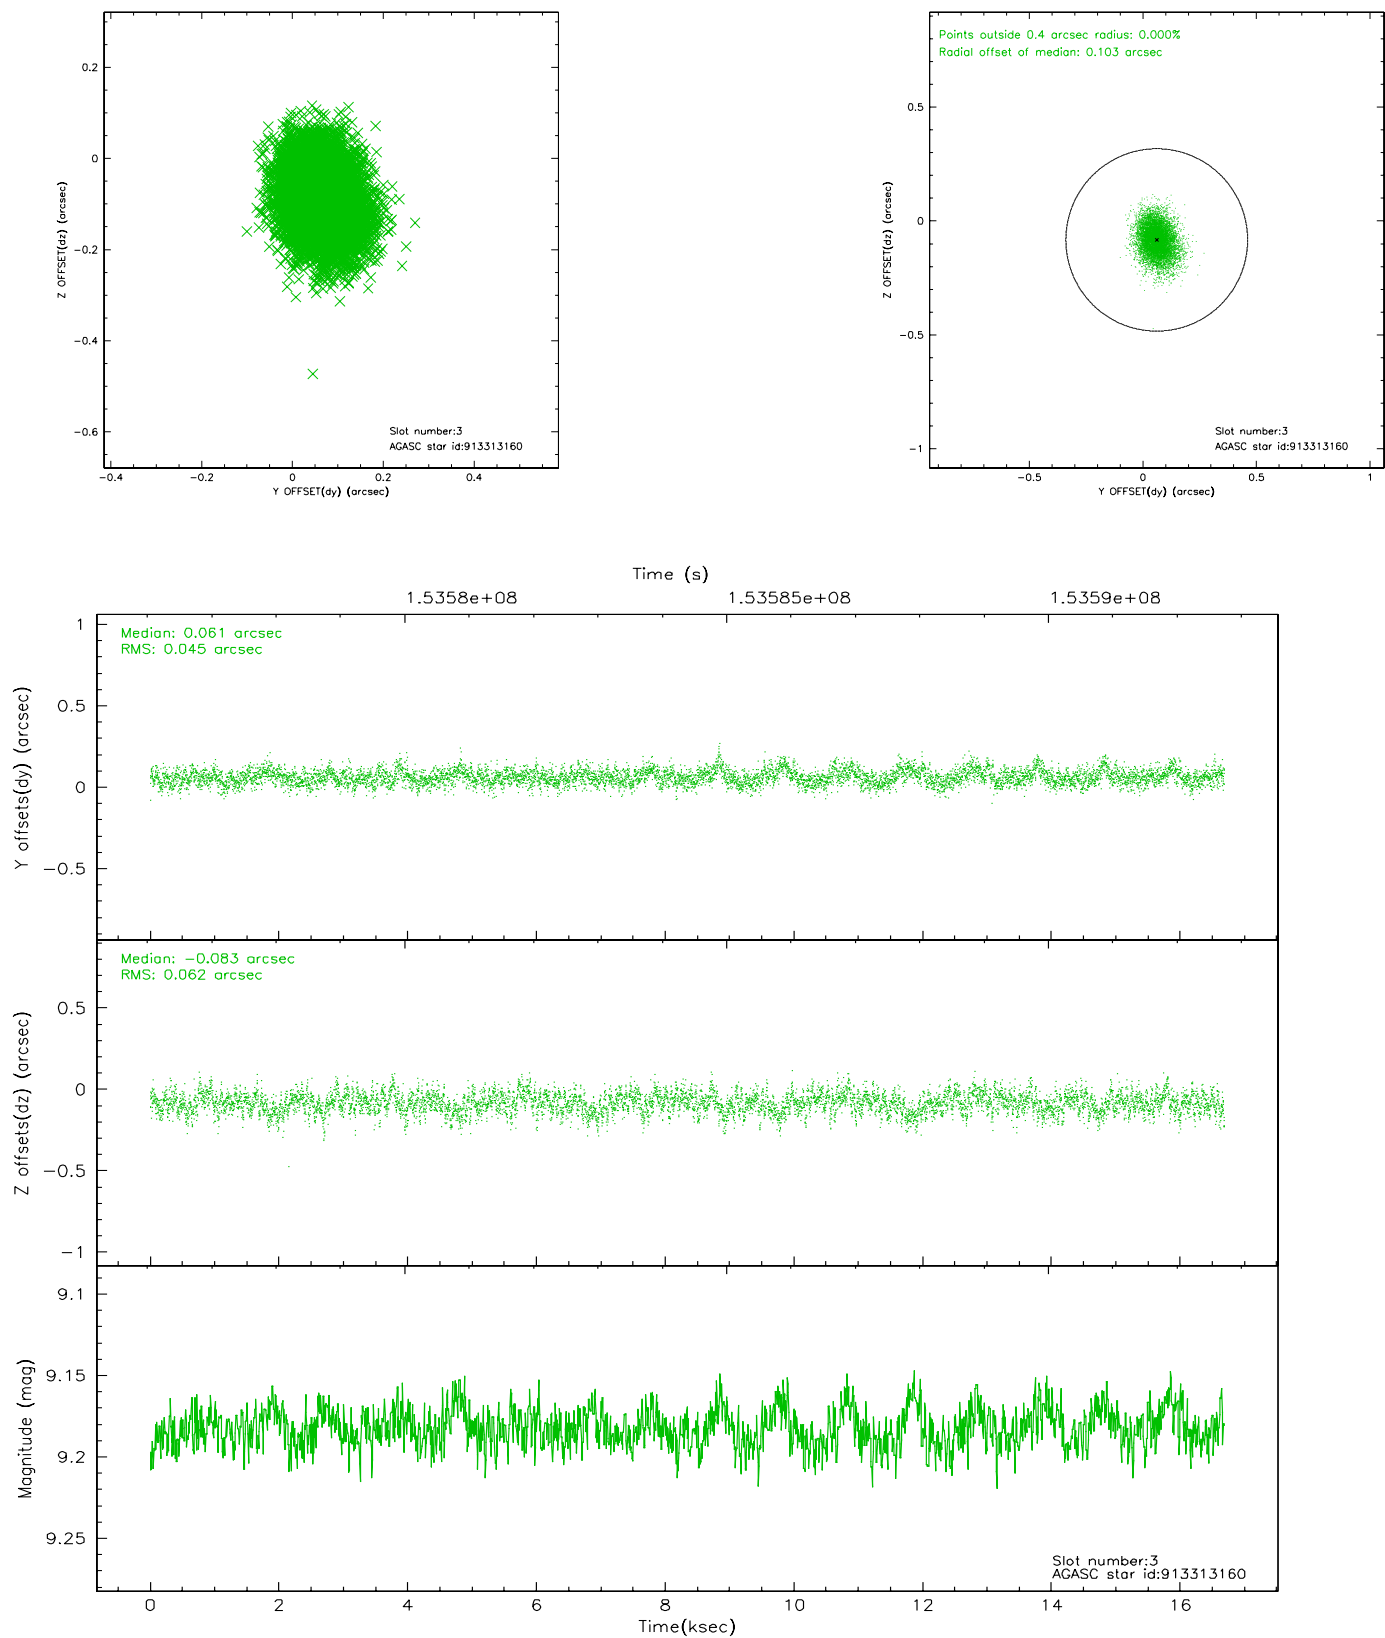 0.2
0
-0.2
-0.4
-0.6
Z OFFSET(dz) (arcsec)
Slot number:3
AGASC star id:913313160
-0.4
-0.2
0
0.2
0.4
Y OFFSET(dy) (arcsec)
Points outside 0.4 arcsec radius: 0.000%
Radial offset of median: 0.103 arcsec
0.5
0
-0.5
-1
Z OFFSET(dz) (arcsec)
Slot number:3
AGASC star id:913313160
-0.5
0
0.5
1
Y OFFSET(dy) (arcsec)
Time (s)
1.5358e+08
1.53585e+08
1.5359e+08
Median: 0.061 arcsec
RMS: 0.045 arcsec
1
0.5
0
-0.5
Y offsets(dy) (arcsec)
Median: -0.083 arcsec
RMS: 0.062 arcsec
0.5
0
-0.5
-1
Z offsets(dz) (arcsec)
9.1
9.15
9.2
9.25
Magnitude (mag)
Slot number:3
AGASC star id:913313160
0
2
4
6
8
10
12
14
16
Time(ksec)